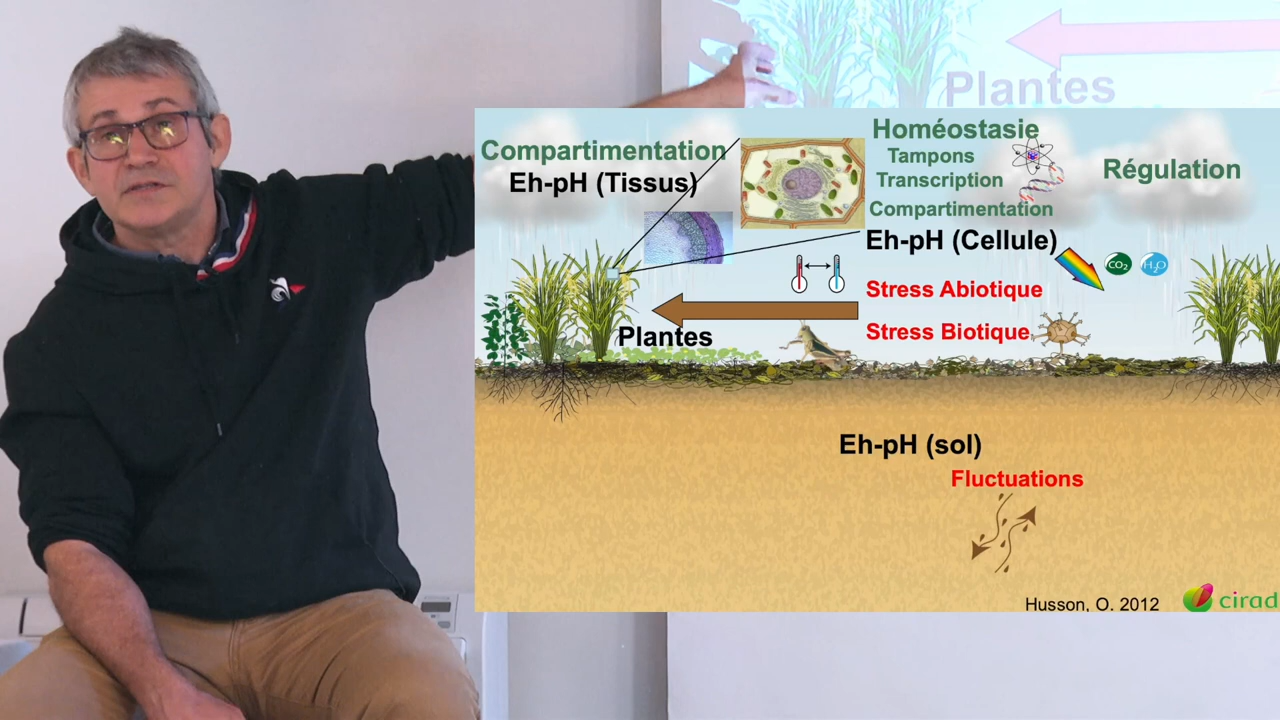 Plantes
Compartimentation
Eh-pH (Tissus)
Homéostasie
Tampons
Transcription
Compartimentation
Régulation
Eh-pH (Cellule)
CO2
H2O
Stress Abiotique
Stress Biotique
Plantes
Eh-pH (sol)
Fluctuations
Husson, O. 2012
cirad